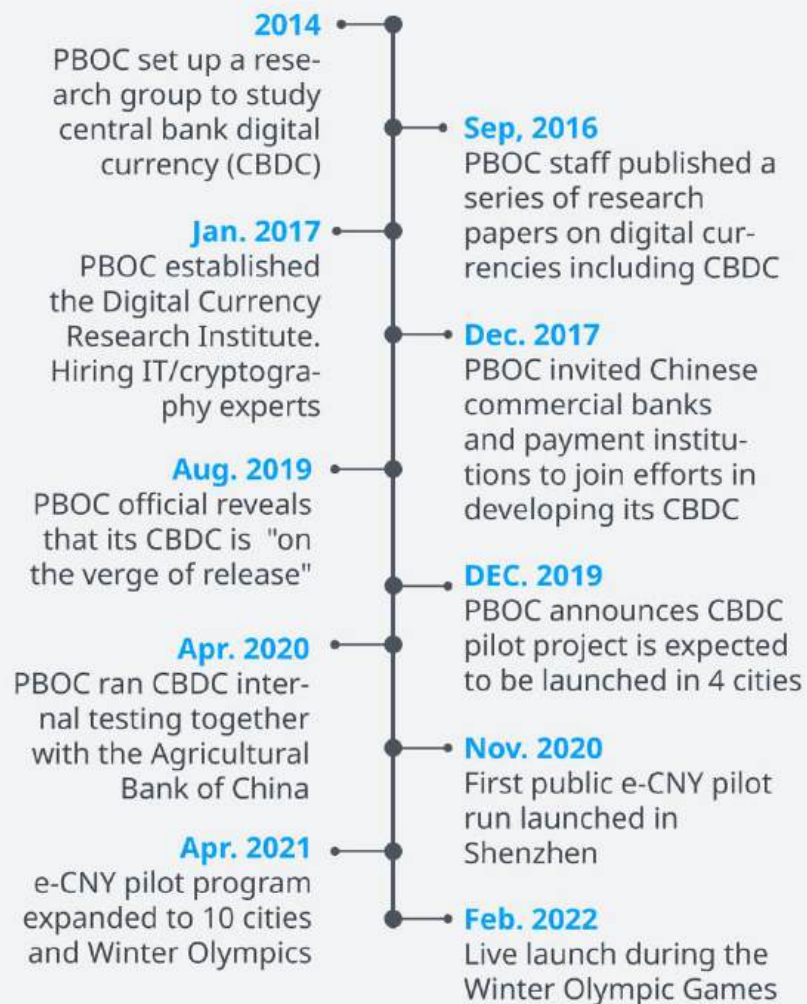 2014
PBOC set up a rese-
arch group to study
central bank digital
currency (CBDC)
Sep, 2016
PBOC staff published a
series of research
papers on digital cur-
rencies including CBDC
Jan. 2017
PBOC established
the Digital Currency
Research Institute.
Hiring IT/cryptogra-
phy experts
Dec. 2017
PBOC invited Chinese
commercial banks
and payment institu-
tions to join efforts in
developing its CBDC
Aug. 2019
PBOC official reveals
that its CBDC is "on
the verge of release"
DEC. 2019
PBOC announces CBDC
pilot project is expected
to be launched in 4 cities
Apr. 2020
PBOC ran CBDC inter-
nal testing together
with the Agricultural
Bank of China
Nov. 2020
First public e-CNY pilot
run launched in
Shenzhen
Apr. 2021
e-CNY pilot program
expanded to 10 cities
and Winter Olympics
Feb. 2022
Live launch during the
Winter Olympic Games